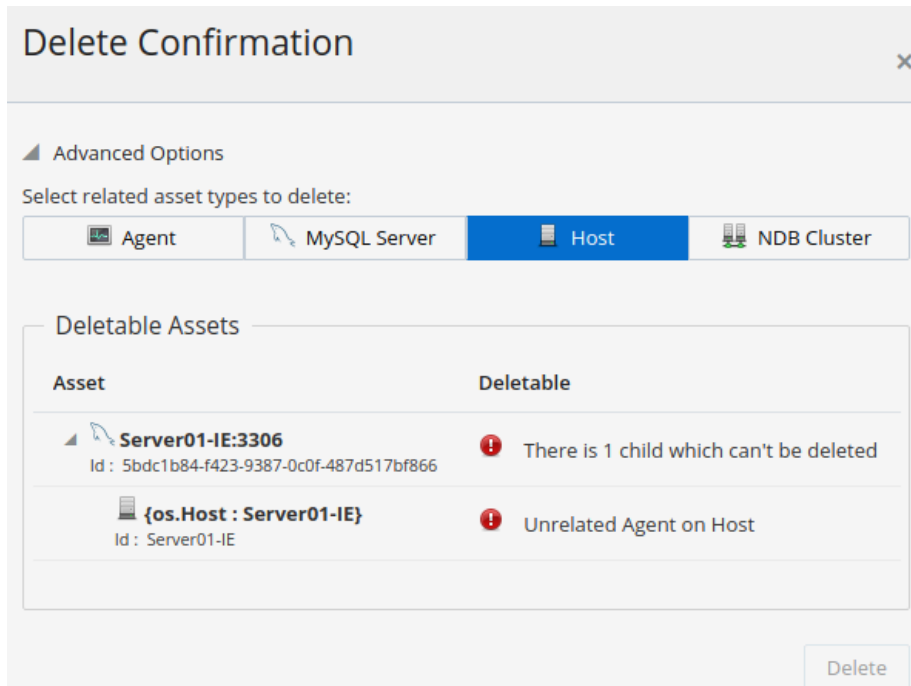 Delete Confirmation
×
Advanced Options
Select related asset types to delete:
Agent MySQL Server Host NDB Cluster
Deletable Assets
Asset Deletable
Server01-IE:3306
Id : 5bdc1b84-f423-9387-0c0f-487d517bf866
There is 1 child which can't be deleted
{os.Host : Server01-IE}
Id : Server01-IE
Unrelated Agent on Host
Delete